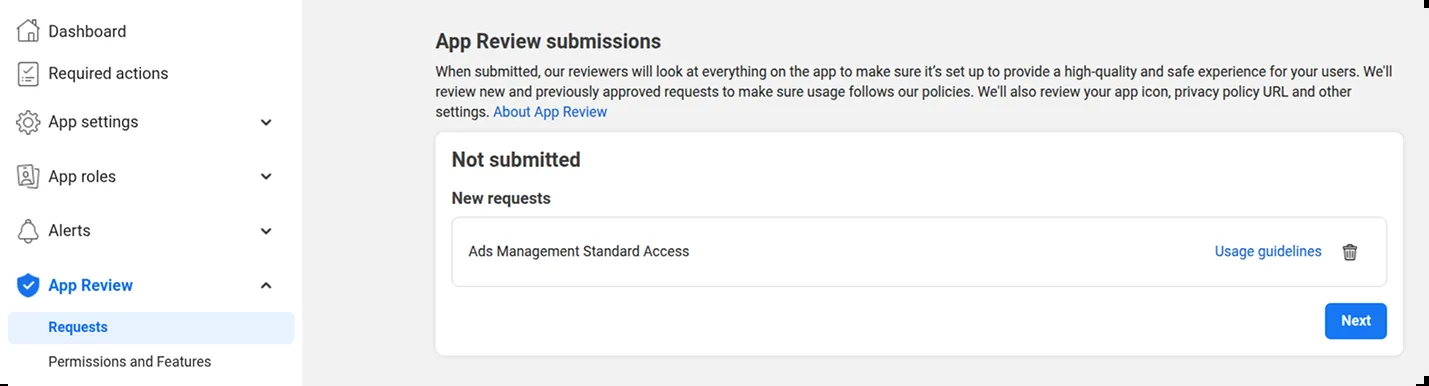 Dashboard
Required actions
App settings
App roles
Alerts
App Review
Requests
Permissions and Features
App Review submissions
When submitted, our reviewers will look at everything on the app to make sure it's set up to provide a high-quality and safe experience for your users. We'll
review new and previously approved requests to make sure usage follows our policies. We'll also review your app icon, privacy policy URL and other
settings. About App Review
Not submitted
New requests
Ads Management Standard Access
Usage guidelines
Next